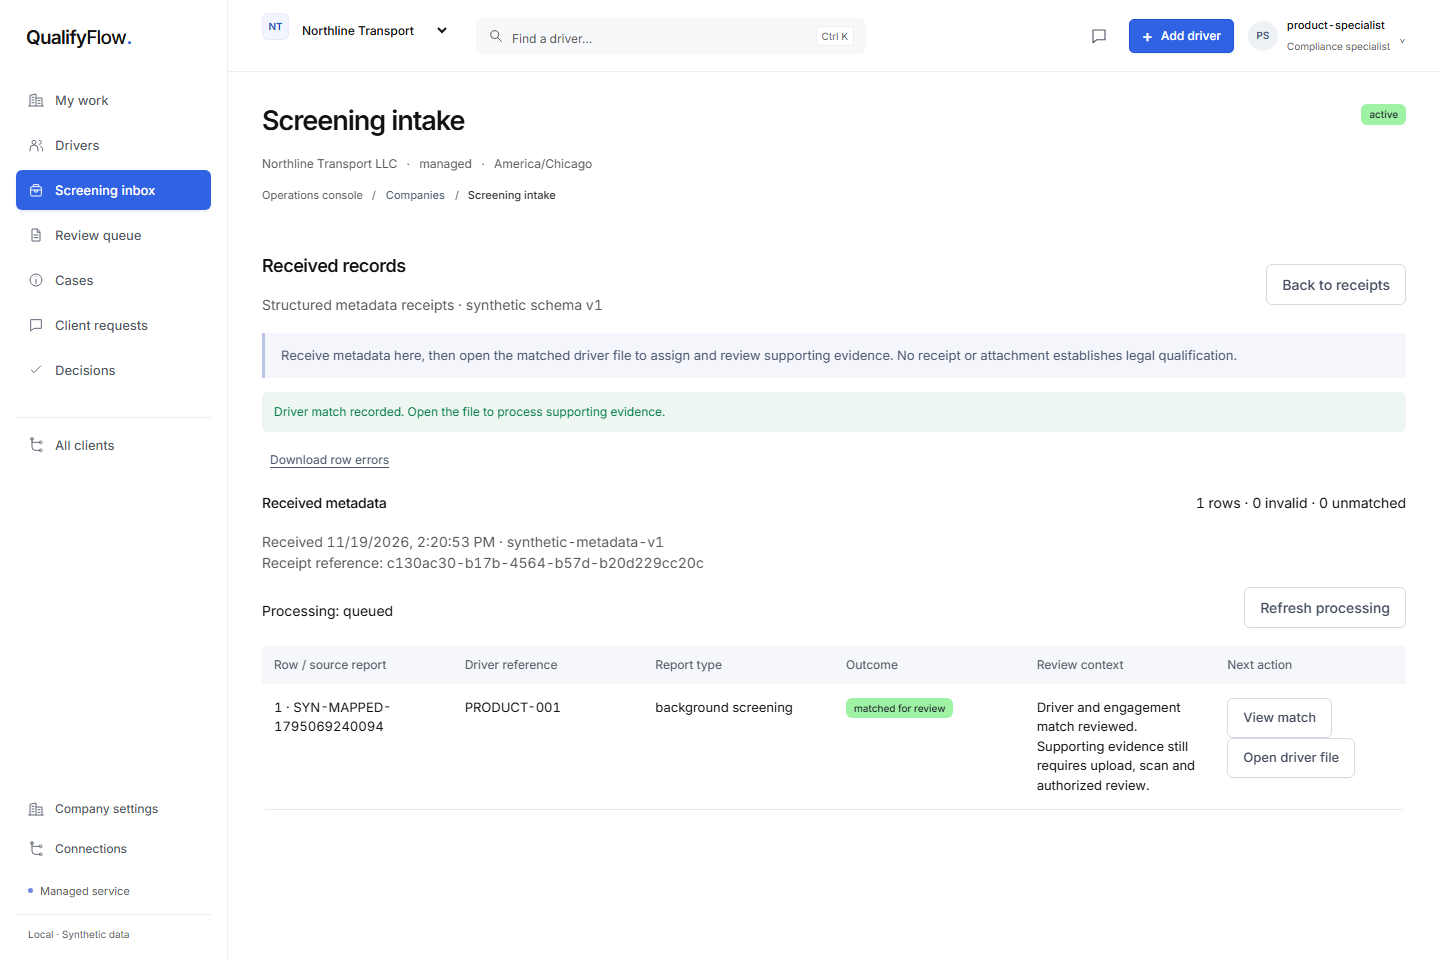 QualifyFlow.
NT
Northline Transport
Find a driver...
Ctrl K
+ Add driver
PS
product-specialist
Compliance specialist
My work
Drivers
Screening inbox
Review queue
Cases
Client requests
Decisions
All clients
Company settings
Connections
Managed service
Local · Synthetic data
Screening intake
active
Northline Transport LLC · managed · America/Chicago
Operations console / Companies / Screening intake
Received records
Structured metadata receipts · synthetic schema v1
Back to receipts
Receive metadata here, then open the matched driver file to assign and review supporting evidence. No receipt or attachment establishes legal qualification.
Driver match recorded. Open the file to process supporting evidence.
Download row errors
Received metadata
1 rows · 0 invalid · 0 unmatched
Received 11/19/2026, 2:20:53 PM · synthetic-metadata-v1
Receipt reference: c130ac30-b17b-4564-b57d-b20d229cc20c
Processing: queued
Refresh processing
Row / source report
Driver reference
Report type
Outcome
Review context
Next action
1 · SYN-MAPPED-
1795069240094
PRODUCT-001
background screening
matched for review
Driver and engagement
match reviewed.
Supporting evidence still
requires upload, scan and
authorized review.
View match
Open driver file